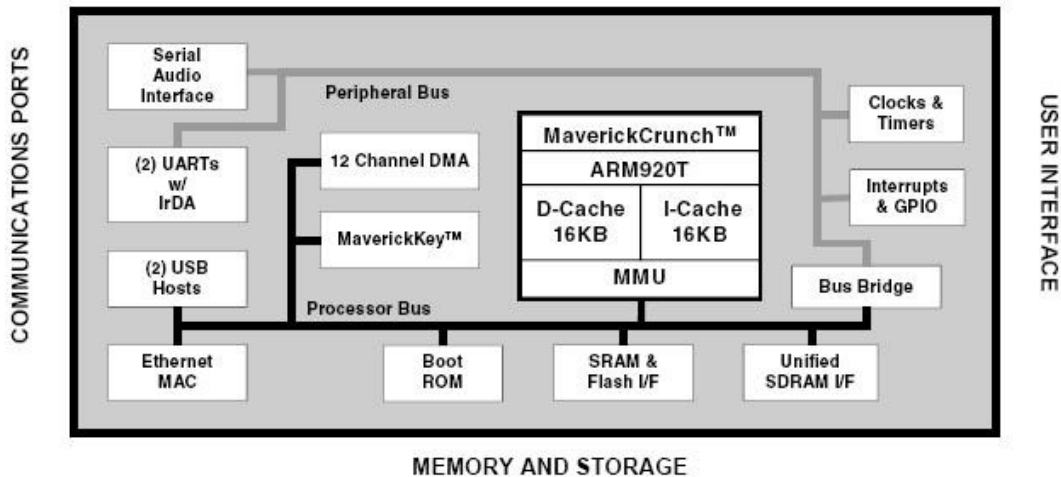 COMMUNICATIONS PORTS
Serial
Audio
Interface
Peripheral Bus
(2) UARTs
w/
IrDA
12 Channel DMA
MaverickKey™
(2) USB
Hosts
Processor Bus
Ethernet
MAC
Boot
ROM
MaverickCrunch™
ARM920T
D-Cache
16KB
I-Cache
16KB
MMU
SRAM &
Flash I/F
Unified
SDRAM I/F
Clocks &
Timers
Interrupts
& GPIO
Bus Bridge
USER INTERFACE
MEMORY AND STORAGE